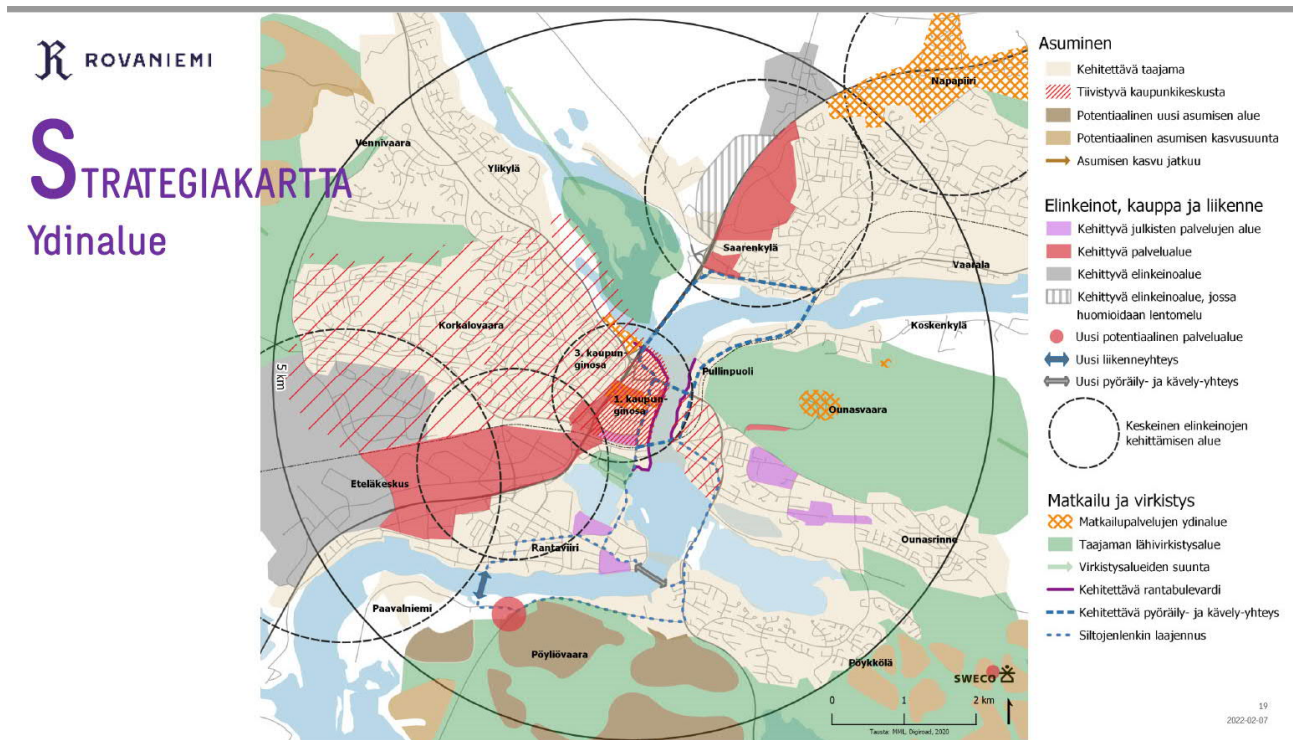 ROVANIEMI
STRATEGIAKARTTA
Ydinalue
Napapiiri
Vennivaara
Ylikylä
Saarenkylä
Vaarala
Korkalovaara
Koskenkylä
3. kaupun-
ginosa
Pullinpuoli
5 km
1. kaupun-
ginosa
Ounasvaara
Eteläkeskus
Rantaviiri
Ounasrinne
Paavalniemi
Pöyliövaara
Pöykkölä
SWECO
0 1 2 km
Tausta: MML, Digiroad, 2020
Asuminen
Kehitettävä taajama
Tiivistyvä kaupunkikeskusta
Potentiaalinen uusi asumisen alue
Potentiaalinen asumisen kasvusuunta
Asumisen kasvu jatkuu
Elinkeinot, kauppa ja liikenne
Kehittyvä julkisten palvelujen alue
Kehittyvä palvelualue
Kehittyvä elinkeinoalue
Kehittyvä elinkeinoalue, jossa
huomioidaan lentomelu
Uusi potentiaalinen palvelualue
Uusi liikenneyhteys
Uusi pyöräily- ja kävely-yhteys
Keskeinen elinkeinojen
kehittämisen alue
Matkailu ja virkistys
Matkailupalvelujen ydinalue
Taajaman lähivirkistysalue
Virkistysalueiden suunta
Kehitettävä rantabulevardi
Kehitettävä pyöräily- ja kävely-yhteys
Siltojenlenkin laajennus
19
2022-02-07